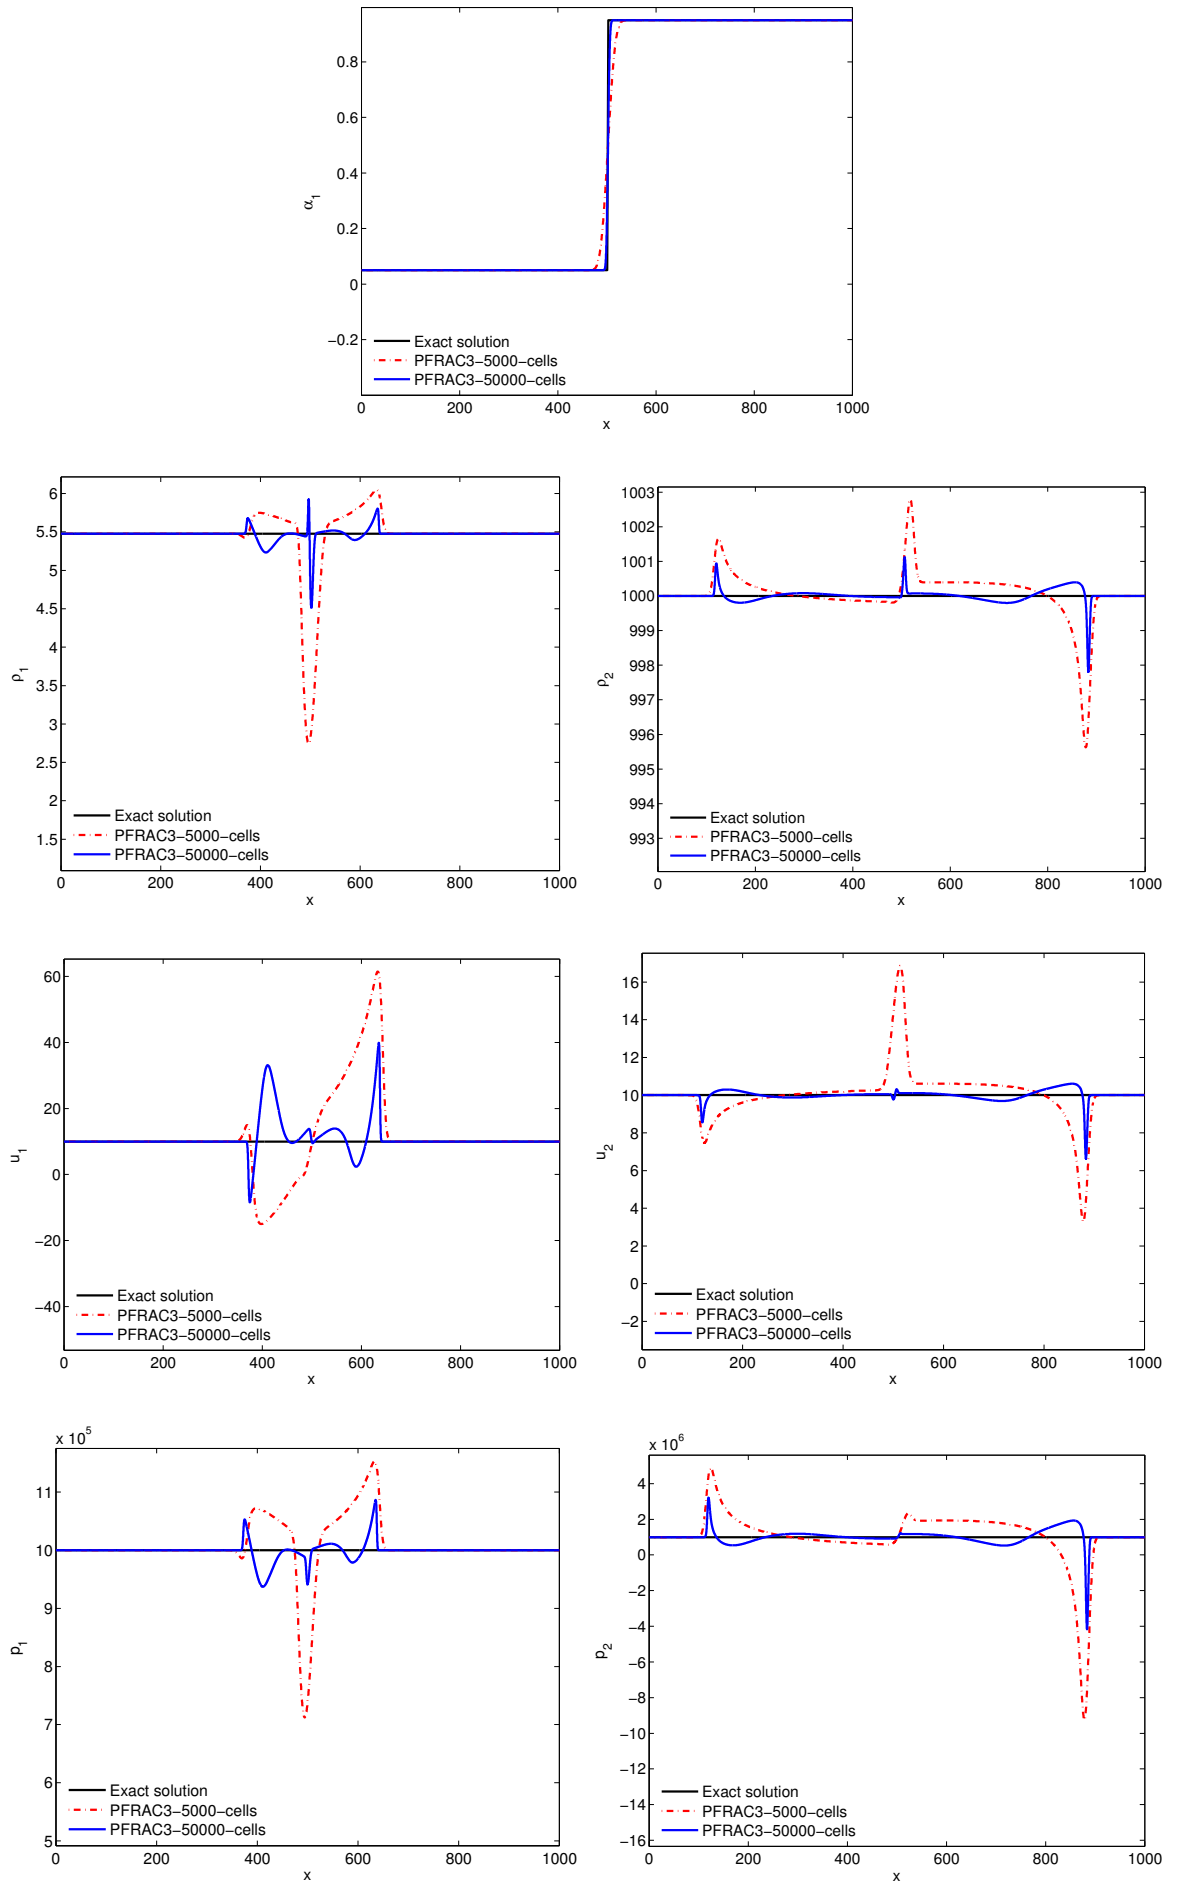 0.8
0.6
0.4
0.2
0
−0.2
α1
Exact solution
PFRAC3−5000−cells
PFRAC3−50000−cells
0 200 400 600 800 1000
x
6
5.5
5
4.5
4
3.5
3
2.5
2
1.5
ρ1
Exact solution
PFRAC3−5000−cells
PFRAC3−50000−cells
0 200 400 600 800 1000
x
1003
1002
1001
1000
999
998
997
996
995
994
993
ρ2
Exact solution
PFRAC3−5000−cells
PFRAC3−50000−cells
0 200 400 600 800 1000
x
60
40
20
0
−20
−40
u1
Exact solution
PFRAC3−5000−cells
PFRAC3−50000−cells
0 200 400 600 800 1000
x
16
14
12
10
8
6
4
2
0
−2
u2
Exact solution
PFRAC3−5000−cells
PFRAC3−50000−cells
0 200 400 600 800 1000
x
x 10^5
11
10
9
8
7
6
5
p1
Exact solution
PFRAC3−5000−cells
PFRAC3−50000−cells
0 200 400 600 800 1000
x
x 10^6
4
2
0
−2
−4
−6
−8
−10
−12
−14
−16
p2
Exact solution
PFRAC3−5000−cells
PFRAC3−50000−cells
0 200 400 600 800 1000
x